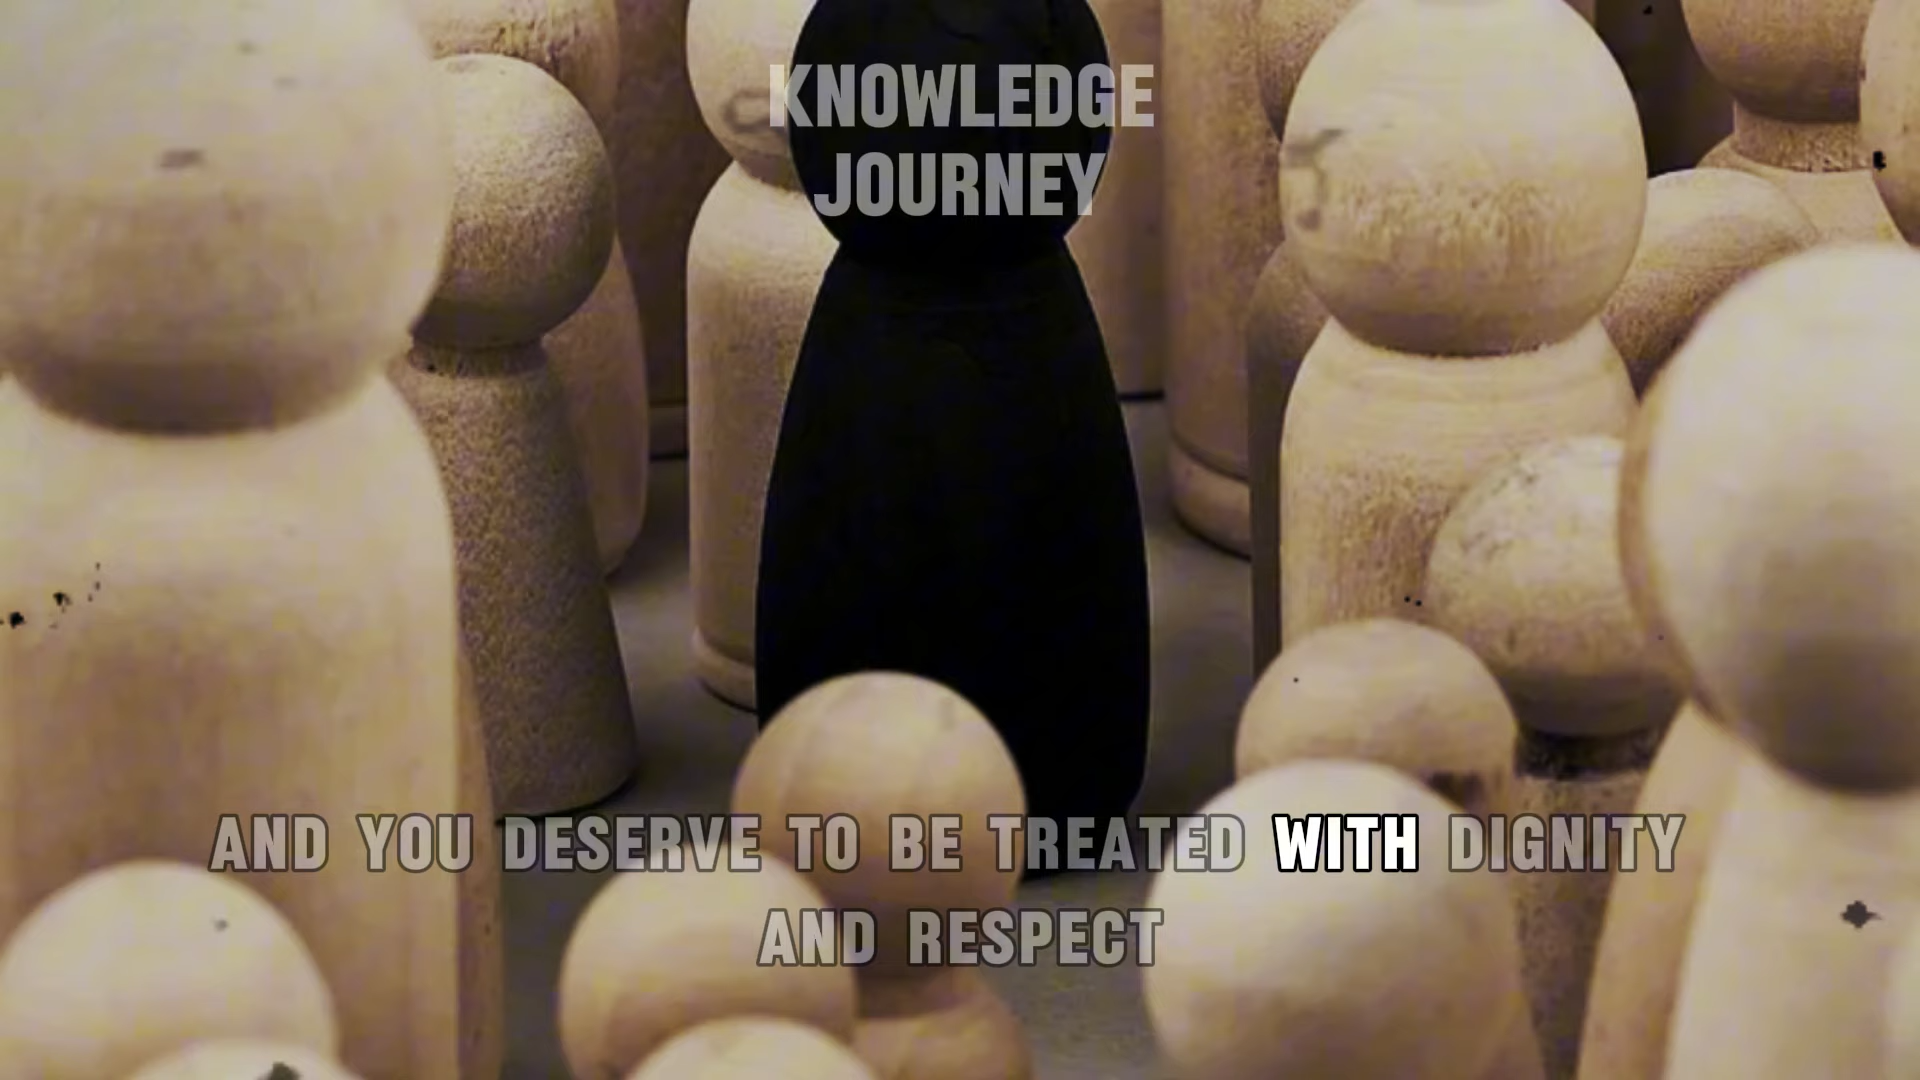 KNOWLEDGE
JOURNEY
AND YOU DESERVE TO BE TREATED WITH DIGNITY
AND RESPECT